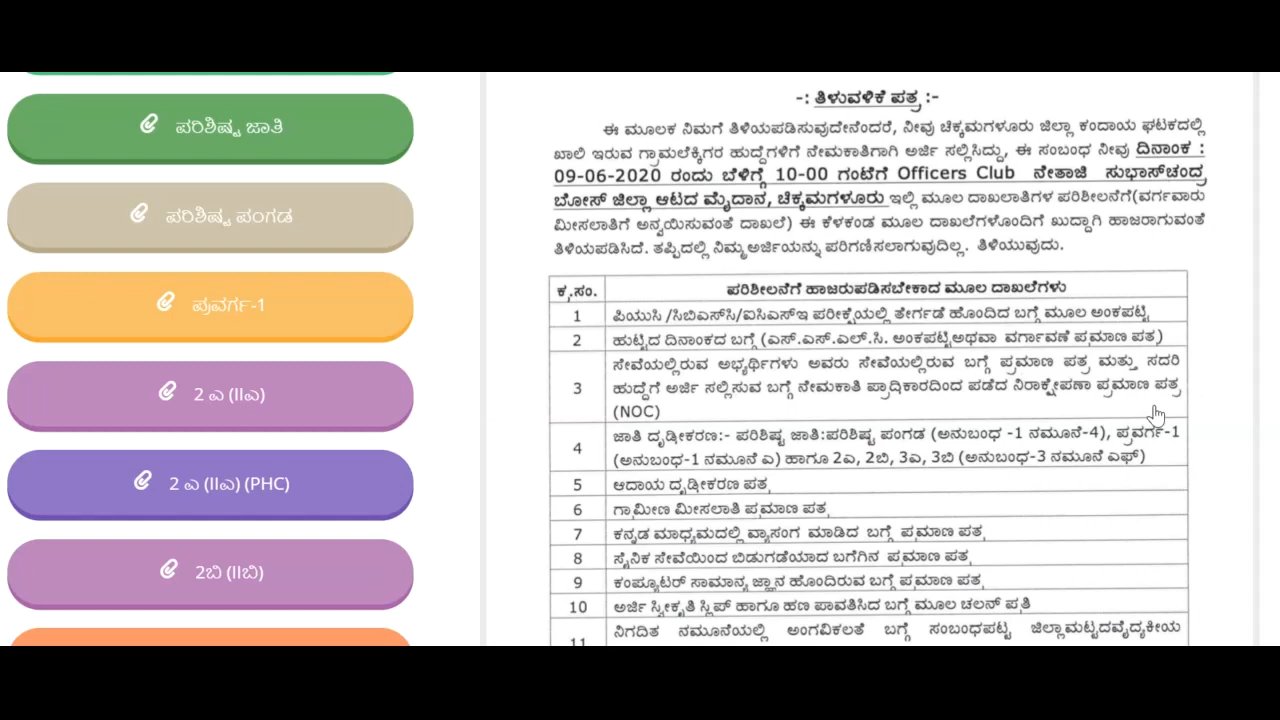 ಪರಿಶಿಷ್ಟ ಜಾತಿ
ಪರಿಶಿಷ್ಟ ಪಂಗಡ
ಪ್ರವರ್ಗ-1
2 ಎ (IIಎ)
2 ಎ (IIಎ) (PHC)
2ಬಿ (IIಬಿ)
-: ತಿಳುವಳಿಕೆ ಪತ್ರ :-
ಈ ಮೂಲಕ ನಿಮಗೆ ತಿಳಿಯಪಡಿಸುವುದೇನೆಂದರೆ, ನೀವು ಚಿಕ್ಕಮಗಳೂರು ಜಿಲ್ಲಾ ಕಂದಾಯ ಘಟಕದಲ್ಲಿ
ಖಾಲಿ ಇರುವ ಗ್ರಾಮಲೆಕ್ಕಿಗರ ಹುದ್ದೆಗಳಿಗೆ ನೇಮಕಾತಿಗಾಗಿ ಅರ್ಜಿ ಸಲ್ಲಿಸಿದ್ದು, ಈ ಸಂಬಂಧ ನೀವು ದಿನಾಂಕ :
09-06-2020 ರಂದು ಬೆಳಿಗ್ಗೆ 10-00 ಗಂಟೆಗೆ Officers Club ನೇತಾಜಿ ಸುಭಾಸ್‌ಚಂದ್ರ
ಬೋಸ್ ಜಿಲ್ಲಾ ಆಟದ ಮೈದಾನ, ಚಿಕ್ಕಮಗಳೂರು ಇಲ್ಲಿ ಮೂಲ ದಾಖಲಾತಿಗಳ ಪರಿಶೀಲನೆಗೆ(ವರ್ಗವಾರು
ಮೀಸಲಾತಿಗೆ ಅನ್ವಯಿಸುವಂತೆ ದಾಖಲೆ) ಈ ಕೆಳಕಂಡ ಮೂಲ ದಾಖಲೆಗಳೊಂದಿಗೆ ಖುದ್ದಾಗಿ ಹಾಜರಾಗುವಂತೆ
ತಿಳಿಯಪಡಿಸಿದೆ. ತಪ್ಪಿದಲ್ಲಿ ನಿಮ್ಮ ಅರ್ಜಿಯನ್ನು ಪರಿಗಣಿಸಲಾಗುವುದಿಲ್ಲ. ತಿಳಿಯುವುದು.
ಕ್ರ.ಸಂ. ಪರಿಶೀಲನೆಗೆ ಹಾಜರುಪಡಿಸಬೇಕಾದ ಮೂಲ ದಾಖಲೆಗಳು
1 ಪಿಯುಸಿ /ಸಿಬಿಎಸ್‌ಸಿ/ಐಸಿಎಸ್‌ಇ ಪರೀಕ್ಷೆಯಲ್ಲಿ ತೇರ್ಗಡೆ ಹೊಂದಿದ ಬಗ್ಗೆ ಮೂಲ ಅಂಕಪಟ್ಟಿ
2 ಹುಟ್ಟಿದ ದಿನಾಂಕದ ಬಗ್ಗೆ (ಎಸ್.ಎಸ್.ಎಲ್.ಸಿ. ಅಂಕಪಟ್ಟಿಅಥವಾ ವರ್ಗಾವಣೆ ಪ್ರಮಾಣ ಪತ್ರ)
ಸೇವೆಯಲ್ಲಿರುವ ಅಭ್ಯರ್ಥಿಗಳು ಅವರು ಸೇವೆಯಲ್ಲಿರುವ ಬಗ್ಗೆ ಪ್ರಮಾಣ ಪತ್ರ ಮತ್ತು ಸದರಿ
3 ಹುದ್ದೆಗೆ ಅರ್ಜಿ ಸಲ್ಲಿಸುವ ಬಗ್ಗೆ ನೇಮಕಾತಿ ಪ್ರಾಧಿಕಾರದಿಂದ ಪಡೆದ ನಿರಾಕ್ಷೇಪಣಾ ಪ್ರಮಾಣ ಪತ್ರ
(NOC)
4 ಜಾತಿ ದೃಢೀಕರಣ:- ಪರಿಶಿಷ್ಟ ಜಾತಿ:ಪರಿಶಿಷ್ಟ ಪಂಗಡ (ಅನುಬಂಧ -1 ನಮೂನೆ-4), ಪ್ರವರ್ಗ-1
(ಅನುಬಂಧ-1 ನಮೂನೆ ಎ) ಹಾಗೂ 2ಎ, 2ಬಿ, 3ಎ, 3ಬಿ (ಅನುಬಂಧ-3 ನಮೂನೆ ಎಫ್)
5 ಆದಾಯ ದೃಢೀಕರಣ ಪತ್ರ
6 ಗ್ರಾಮೀಣ ಮೀಸಲಾತಿ ಪ್ರಮಾಣ ಪತ್ರ
7 ಕನ್ನಡ ಮಾಧ್ಯಮದಲ್ಲಿ ವ್ಯಾಸಂಗ ಮಾಡಿದ ಬಗ್ಗೆ ಪ್ರಮಾಣ ಪತ್ರ
8 ಸೈನಿಕ ಸೇವೆಯಿಂದ ಬಿಡುಗಡೆಯಾದ ಬಗೆಗಿನ ಪ್ರಮಾಣ ಪತ್ರ
9 ಕಂಪ್ಯೂಟರ್ ಸಾಮಾನ್ಯ ಜ್ಞಾನ ಹೊಂದಿರುವ ಬಗ್ಗೆ ಪ್ರಮಾಣ ಪತ್ರ
10 ಅರ್ಜಿ ಸ್ವೀಕೃತಿ ಸ್ಲಿಪ್ ಹಾಗೂ ಹಣ ಪಾವತಿಸಿದ ಬಗ್ಗೆ ಮೂಲ ಚಲನ್ ಪ್ರತಿ
11 ನಿಗದಿತ ನಮೂನೆಯಲ್ಲಿ ಅಂಗವಿಕಲತೆ ಬಗ್ಗೆ ಸಂಬಂಧಪಟ್ಟ ಜಿಲ್ಲಾಮಟ್ಟದವೈದ್ಯಕೀಯ